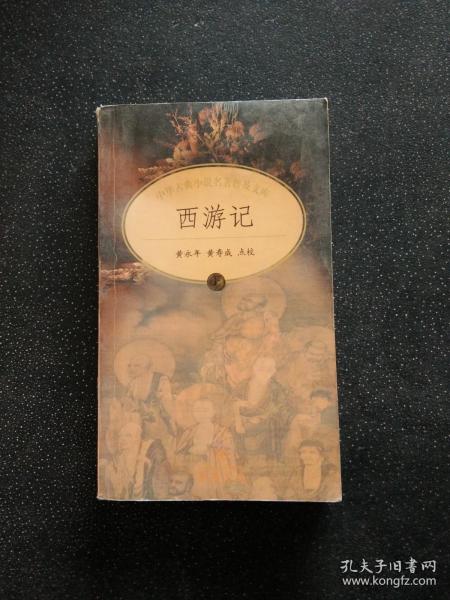 中华古典小说名著普及文库
西游记
黄永年 黄寿成 点校
上
孔夫子旧书网
www.kongfz.com